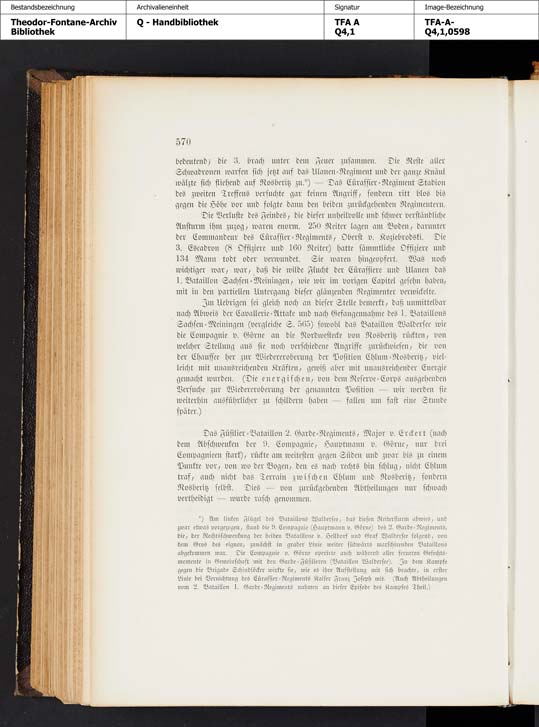 Bestandsbezeichnung
Archivalieneinheit
Signatur
Image-Bezeichnung
Theodor-Fontane-Archiv
Bibliothek
Q - Handbibliothek
TFA A
Q4,1
TFA-A-
Q4,1,0598
570
bedeutend; die 3. brach unter dem Feuer zusammen. Die Reste aller
Schwadronen warfen sich jetzt auf das Ulanen-Regiment und der ganze Knäul
wälzte sich fliehend auf Rosberitz zu.*) — Das Cürassier-Regiment Stadion
des zweiten Treffens versuchte gar keinen Angriff, sondern ritt blos bis
gegen die Höhe vor und folgte dann den beiden zurückgehenden Regimentern.
Die Verluste des Feindes, die dieser unheilvolle und schwer verständliche
Ansturm ihm zuzog, waren enorm. 250 Reiter lagen am Boden, darunter
der Commandeur des Cürassier-Regiments, Oberst v. Koziebrodski. Die
3. Escadron (8 Offiziere und 160 Reiter) hatte sämmtliche Offiziere und
134 Mann todt oder verwundet. Sie waren hingeopfert. Was noch
wichtiger war, war, daß die wilde Flucht der Cürassiere und Ulanen das
1. Bataillon Sachsen-Meiningen, wie wir im vorigen Capitel gesehn haben,
mit in den partiellen Untergang dieser glänzenden Regimenter verwickelte.
Im Uebrigen sei gleich noch an dieser Stelle bemerkt, daß unmittelbar
nach Abweis der Cavallerie-Attake und nach Gefangennahme des 1. Bataillons
Sachsen-Meiningen (vergleiche S. 565) sowohl das Bataillon Waldersee wie
die Compagnie v. Görne an die Nordwestecke von Rosberitz rückten, von
welcher Stellung aus sie noch verschiedene Angriffe zurückwiesen, die von
der Chaussee her zur Wiedereroberung der Position Chlum-Rosberitz, viel-
leicht mit unausreichenden Kräften, gewiß aber mit unausreichender Energie
gemacht wurden. (Die energischen, von dem Reserve-Corps ausgehenden
Versuche zur Wiedereroberung der genannten Position — wir werden sie
weiterhin ausführlicher zu schildern haben — fallen um fast eine Stunde
später.)
Das Füsilier-Bataillon 2. Garde-Regiments, Major v. Erckert (nach
dem Abschwenken der 9. Compagnie, Hauptmann v. Görne, nur drei
Compagnieen stark), rückte am weitesten gegen Süden und zwar bis zu einem
Punkte vor, von wo der Bogen, den es nach rechts hin schlug, nicht Chlum
traf, auch nicht das Terrain zwischen Chlum und Rosberitz, sondern
Rosberitz selbst. Dies — von zurückgehenden Abtheilungen nur schwach
vertheidigt — wurde rasch genommen.
*) Am linken Flügel des Bataillons Waldersee, das diesen Reitersturm abwies, und
zwar etwas vorgezogen, stand die 9. Compagnie (Hauptmann v. Görne) des 2. Garde-Regiments,
die, der Rechtsschwenkung der beiden Bataillone v. Helldorf und Graf Waldersee folgend, von
dem Gros des eignen, zunächst in grader Linie weiter südwärts marschirenden Bataillons
abgekommen war. Die Compagnie v. Görne operirte auch während aller ferneren Gefechts-
momente in Gemeinschaft mit den Garde-Füsilieren (Bataillon Waldersee). In dem Kampfe
gegen die Brigade Schindlöcker wirkte sie, wie es ihre Aufstellung mit sich brachte, in erster
Linie bei Vernichtung des Cürassier-Regiments Kaiser Franz Joseph mit. (Auch Abtheilungen
vom 2. Bataillon 1. Garde-Regiments nahmen an dieser Episode des Kampfes Theil.)